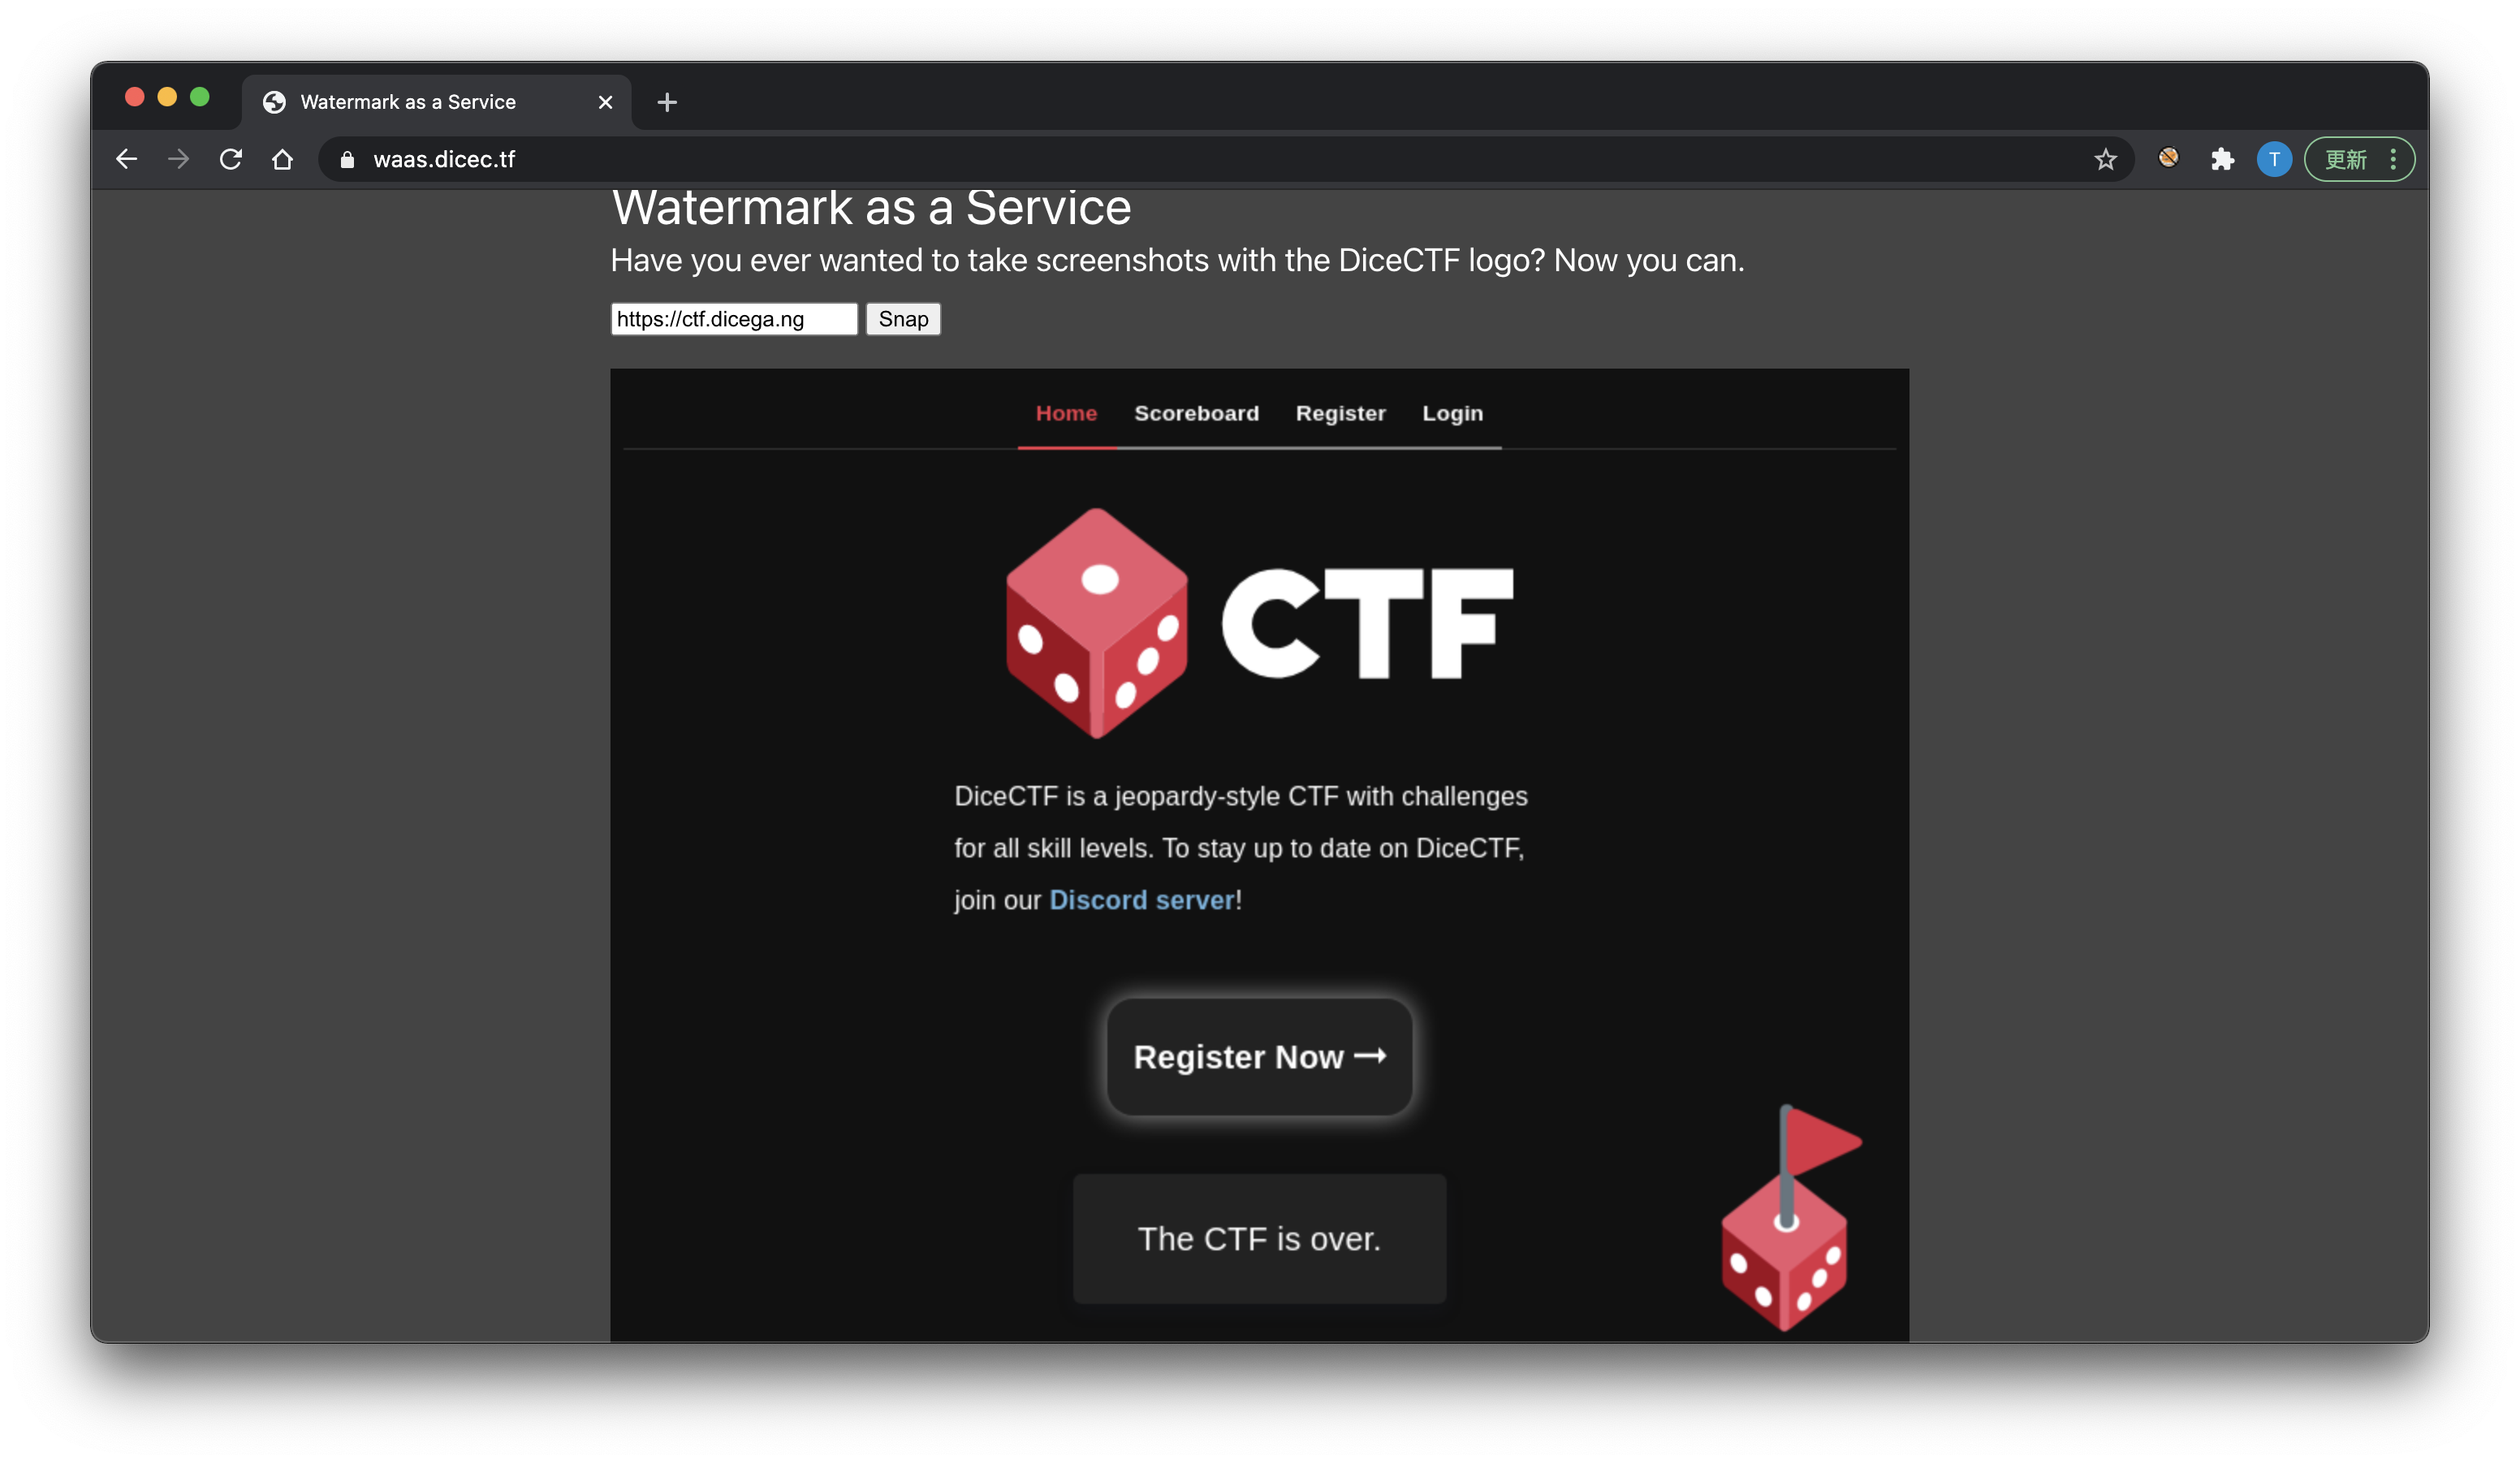 Watermark as a Service
waas.dicec.tf
T
更新
Watermark as a Service
Have you ever wanted to take screenshots with the DiceCTF logo? Now you can.
https://ctf.dicega.ng Snap
Home Scoreboard Register Login
CTF
DiceCTF is a jeopardy-style CTF with challenges
for all skill levels. To stay up to date on DiceCTF,
join our Discord server!
Register Now →
The CTF is over.